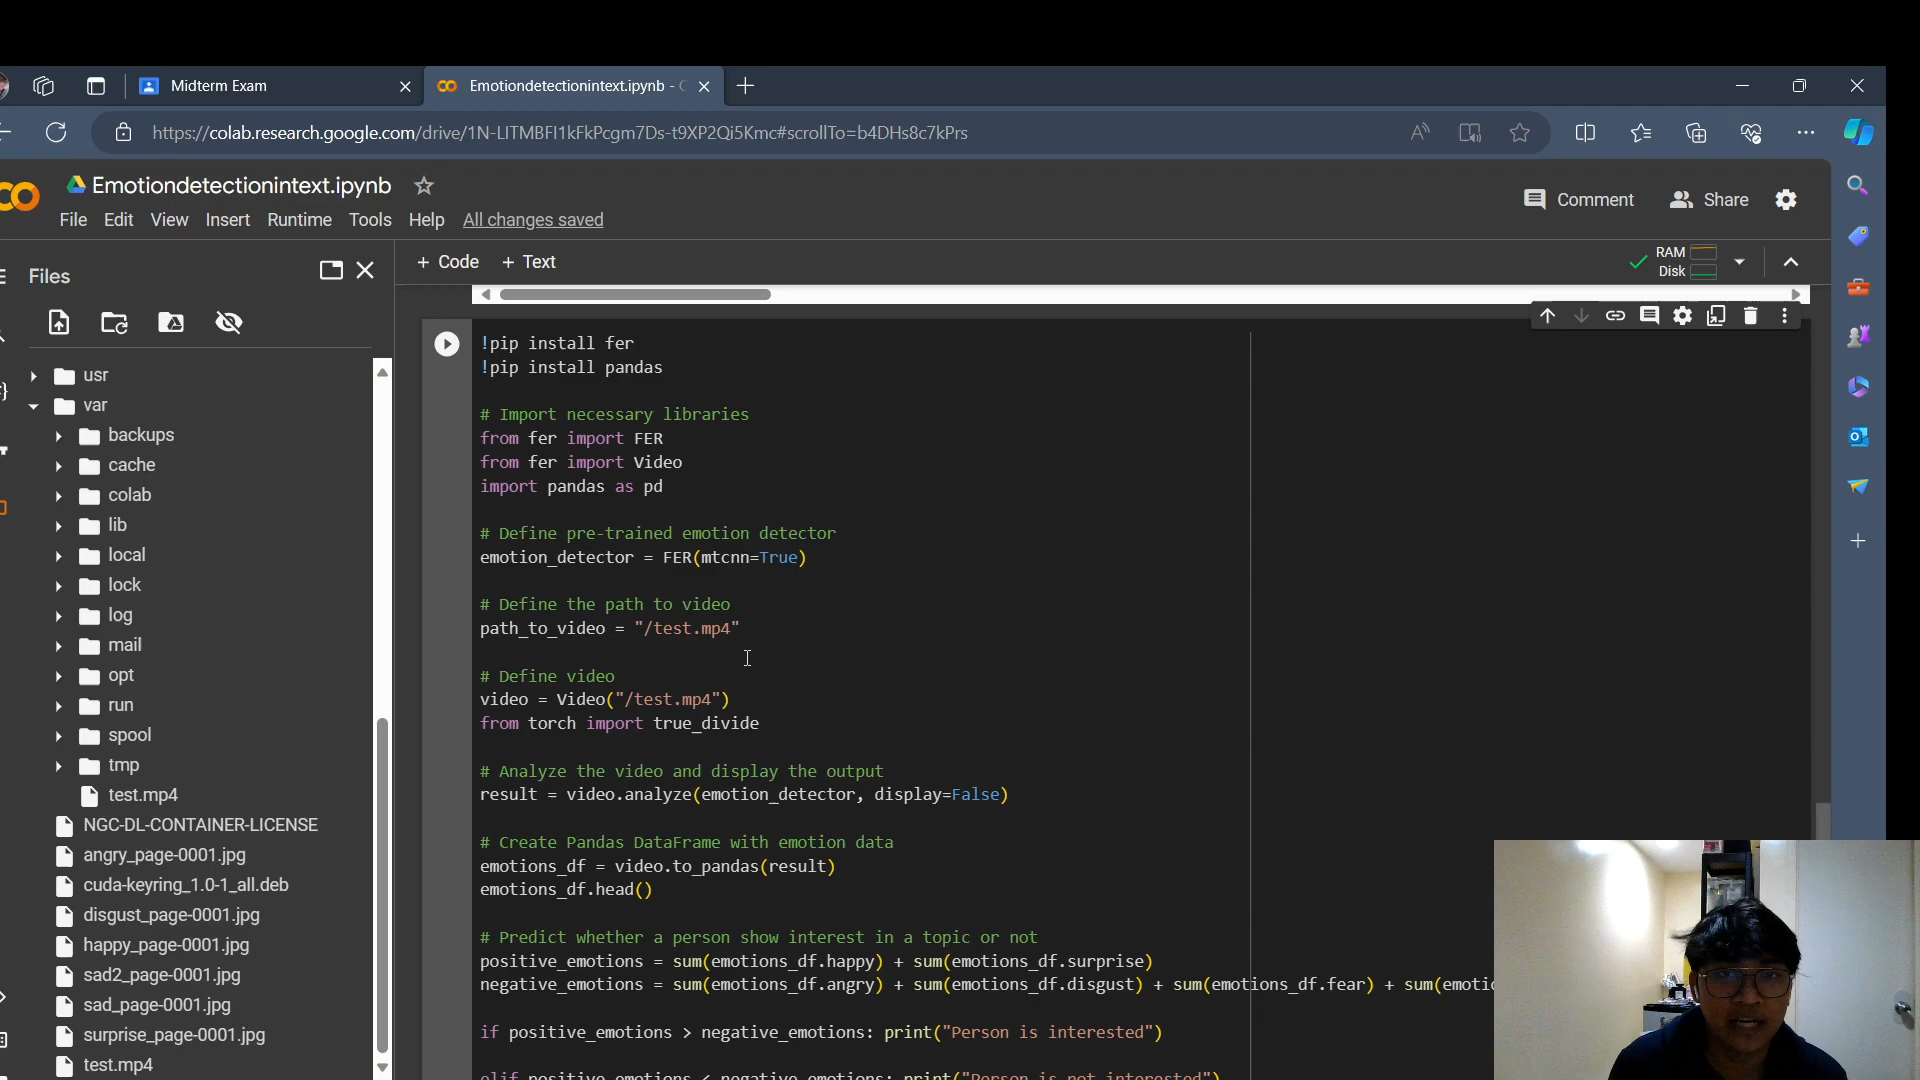 Midterm Exam
Emotiondetectionintext.ipynb - C
https://colab.research.google.com/drive/1N-LITMBFI1kFkPcgm7Ds-t9XP2Qi5Kmc#scrollTo=b4DHs8c7kPrs
Emotiondetectionintext.ipynb
Comment
Share
File Edit View Insert Runtime Tools Help All changes saved
Files
+ Code + Text
RAM
Disk
usr
var
backups
cache
colab
lib
local
lock
log
mail
opt
run
spool
tmp
test.mp4
NGC-DL-CONTAINER-LICENSE
angry_page-0001.jpg
cuda-keyring_1.0-1_all.deb
disgust_page-0001.jpg
happy_page-0001.jpg
sad2_page-0001.jpg
sad_page-0001.jpg
surprise_page-0001.jpg
test.mp4
!pip install fer
!pip install pandas
# Import necessary libraries
from fer import FER
from fer import Video
import pandas as pd
# Define pre-trained emotion detector
emotion_detector = FER(mtcnn=True)
# Define the path to video
path_to_video = "/test.mp4"
# Define video
video = Video("/test.mp4")
from torch import true_divide
# Analyze the video and display the output
result = video.analyze(emotion_detector, display=False)
# Create Pandas DataFrame with emotion data
emotions_df = video.to_pandas(result)
emotions_df.head()
# Predict whether a person show interest in a topic or not
positive_emotions = sum(emotions_df.happy) + sum(emotions_df.surprise)
negative_emotions = sum(emotions_df.angry) + sum(emotions_df.disgust) + sum(emotions_df.fear) + sum(emotic
if positive_emotions > negative_emotions: print("Person is interested")
elif positive_emotions < negative_emotions: print("Person is not interested")